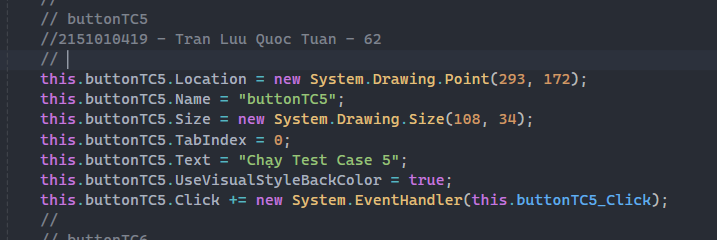 //
// buttonTC5
//2151010419 - Tran Luu Quoc Tuan - 62
//
this.buttonTC5.Location = new System.Drawing.Point(293, 172);
this.buttonTC5.Name = "buttonTC5";
this.buttonTC5.Size = new System.Drawing.Size(108, 34);
this.buttonTC5.TabIndex = 0;
this.buttonTC5.Text = "Chạy Test Case 5";
this.buttonTC5.UseVisualStyleBackColor = true;
this.buttonTC5.Click += new System.EventHandler(this.buttonTC5_Click);
//
// buttonTC6